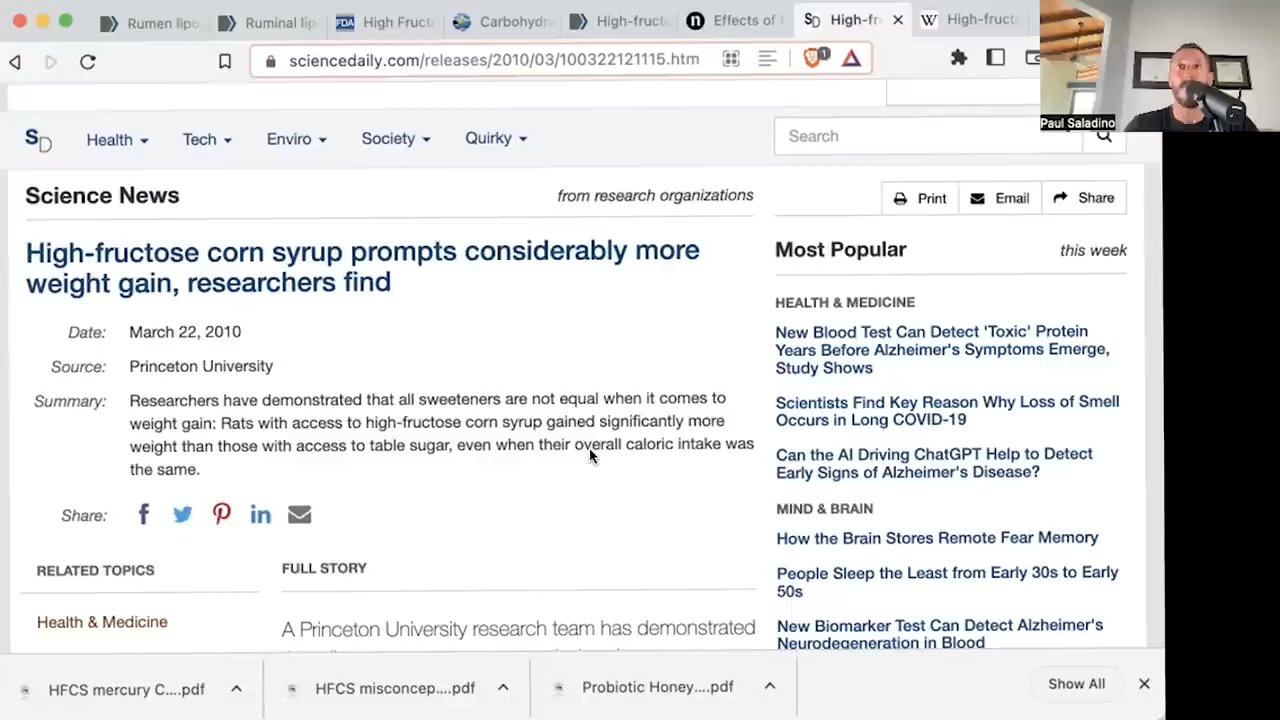 Rumen lipo
Ruminal lip
FDA High Fruct
Carbohydr
High-fruct
n Effects of
SD High-fr
W High-fruct
sciencedaily.com/releases/2010/03/100322121115.htm
1
Paul Saladino
SD Health Tech Enviro Society Quirky
Search
Science News
from research organizations
Print Email Share
High-fructose corn syrup prompts considerably more
weight gain, researchers find
Date: March 22, 2010
Source: Princeton University
Summary: Researchers have demonstrated that all sweeteners are not equal when it comes to
weight gain: Rats with access to high-fructose corn syrup gained significantly more
weight than those with access to table sugar, even when their overall caloric intake was
the same.
Share: f in
RELATED TOPICS
Health & Medicine
FULL STORY
A Princeton University research team has demonstrated
Most Popular
this week
HEALTH & MEDICINE
New Blood Test Can Detect 'Toxic' Protein
Years Before Alzheimer's Symptoms Emerge,
Study Shows
Scientists Find Key Reason Why Loss of Smell
Occurs in Long COVID-19
Can the AI Driving ChatGPT Help to Detect
Early Signs of Alzheimer's Disease?
MIND & BRAIN
How the Brain Stores Remote Fear Memory
People Sleep the Least from Early 30s to Early
50s
New Biomarker Test Can Detect Alzheimer's
Neurodegeneration in Blood
HFCS mercury C....pdf
HFCS misconcep....pdf
Probiotic Honey....pdf
Show All